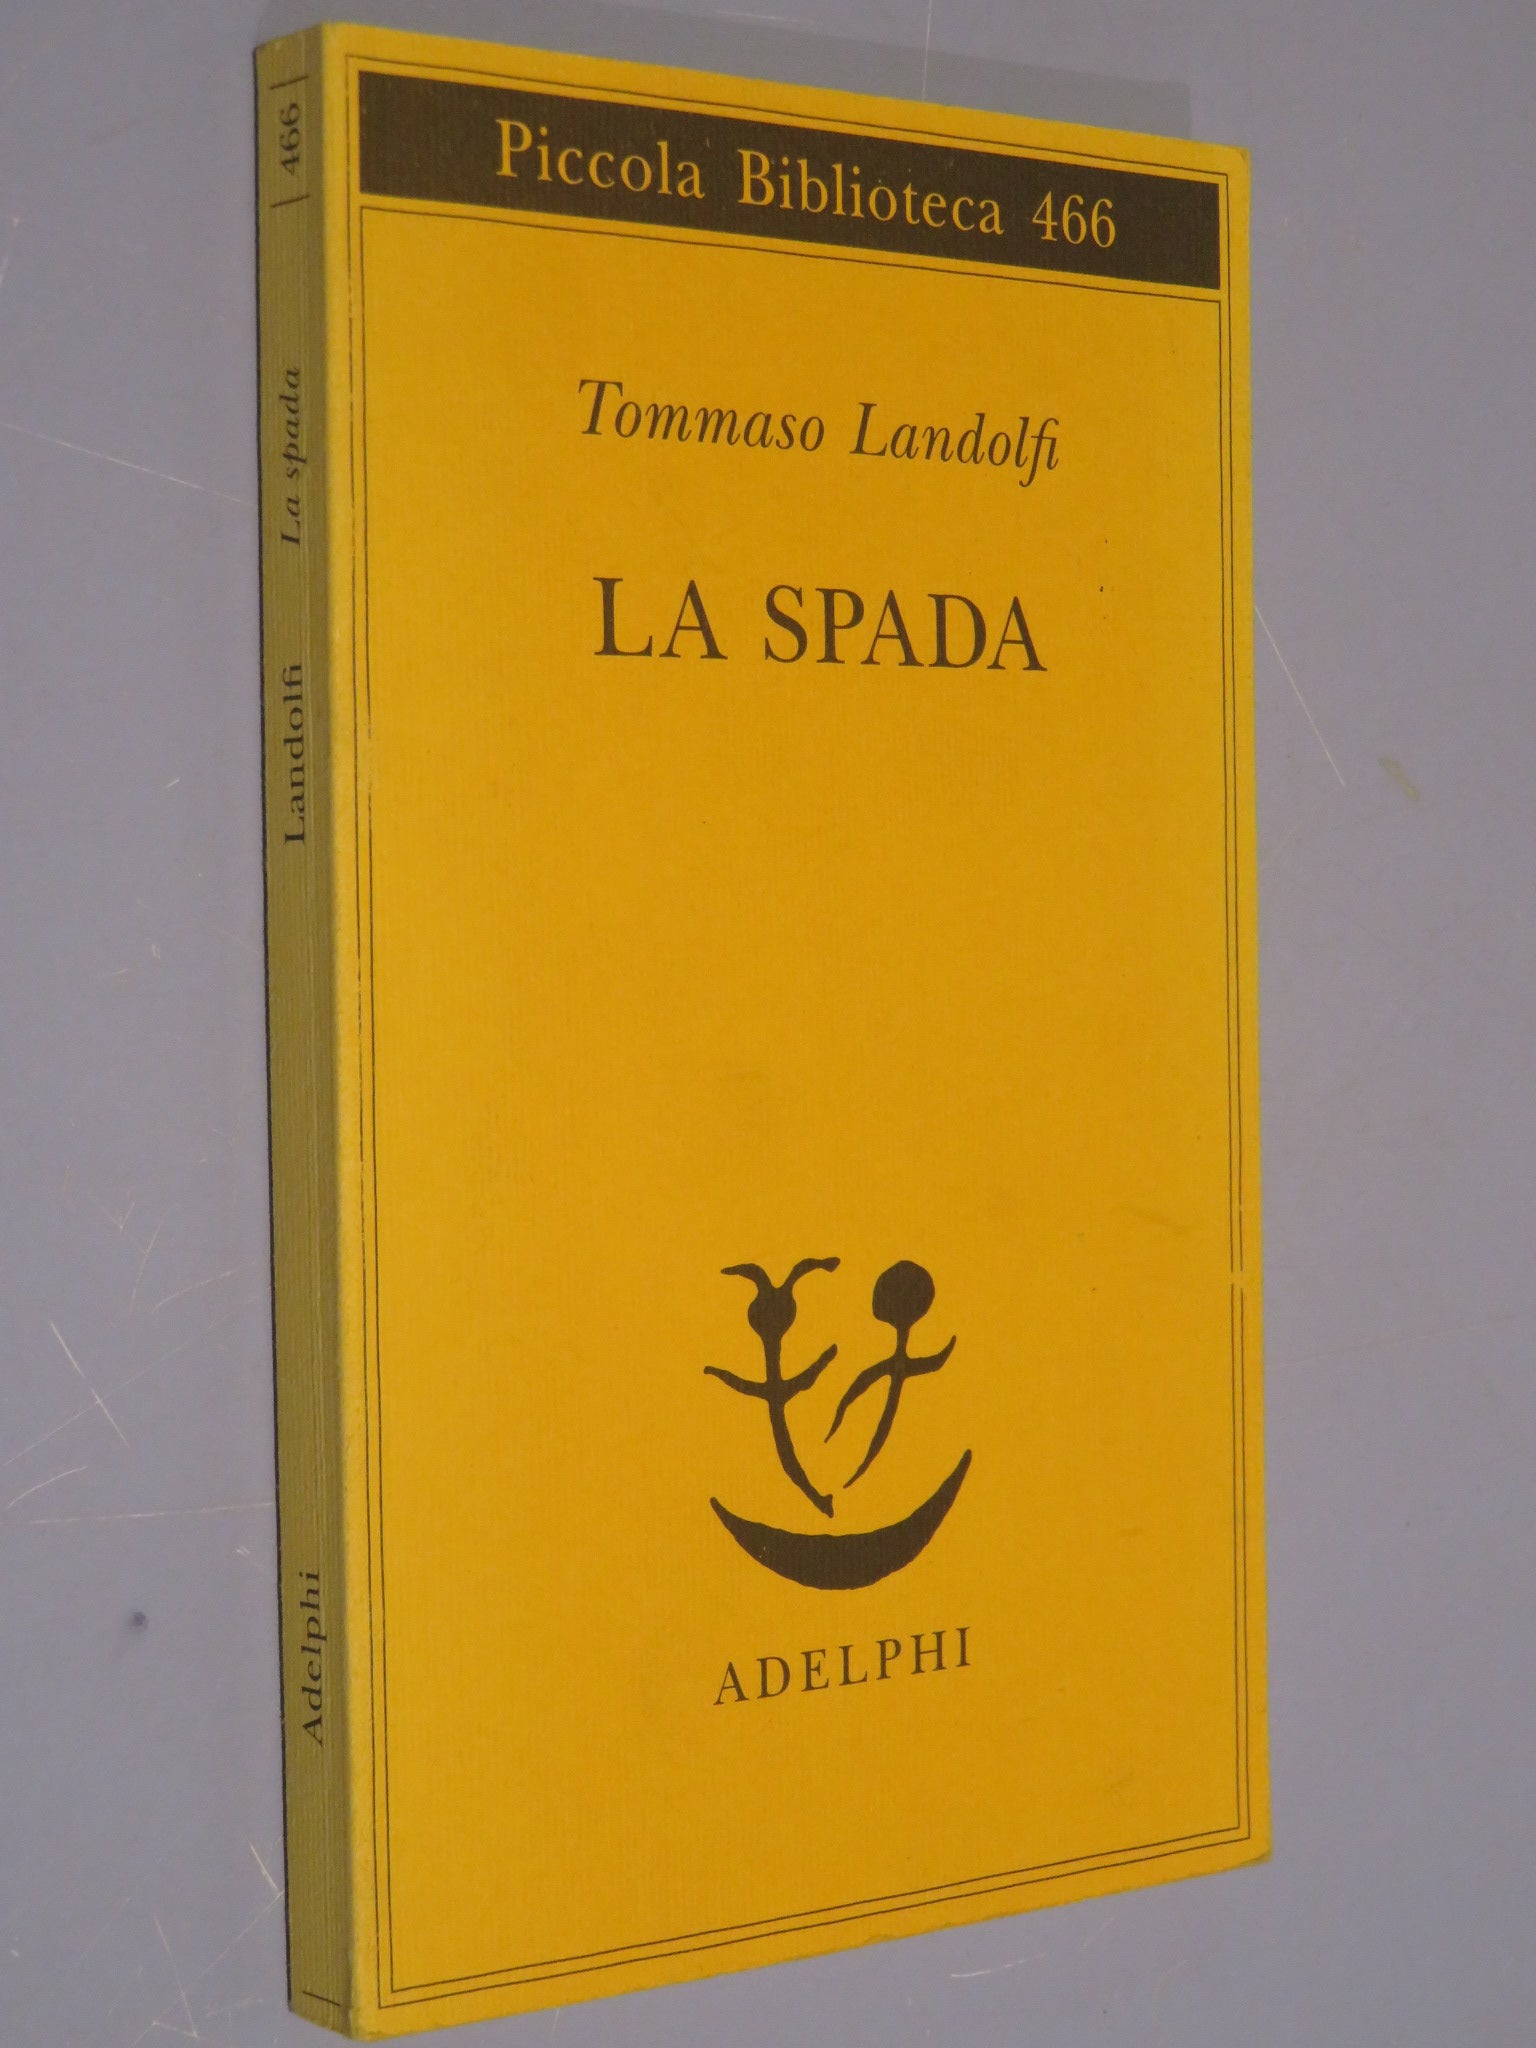 Piccola Biblioteca 466
Tommaso Landolfi
LA SPADA
ADELPHI
466
La spada
Landolfi
Adelphi